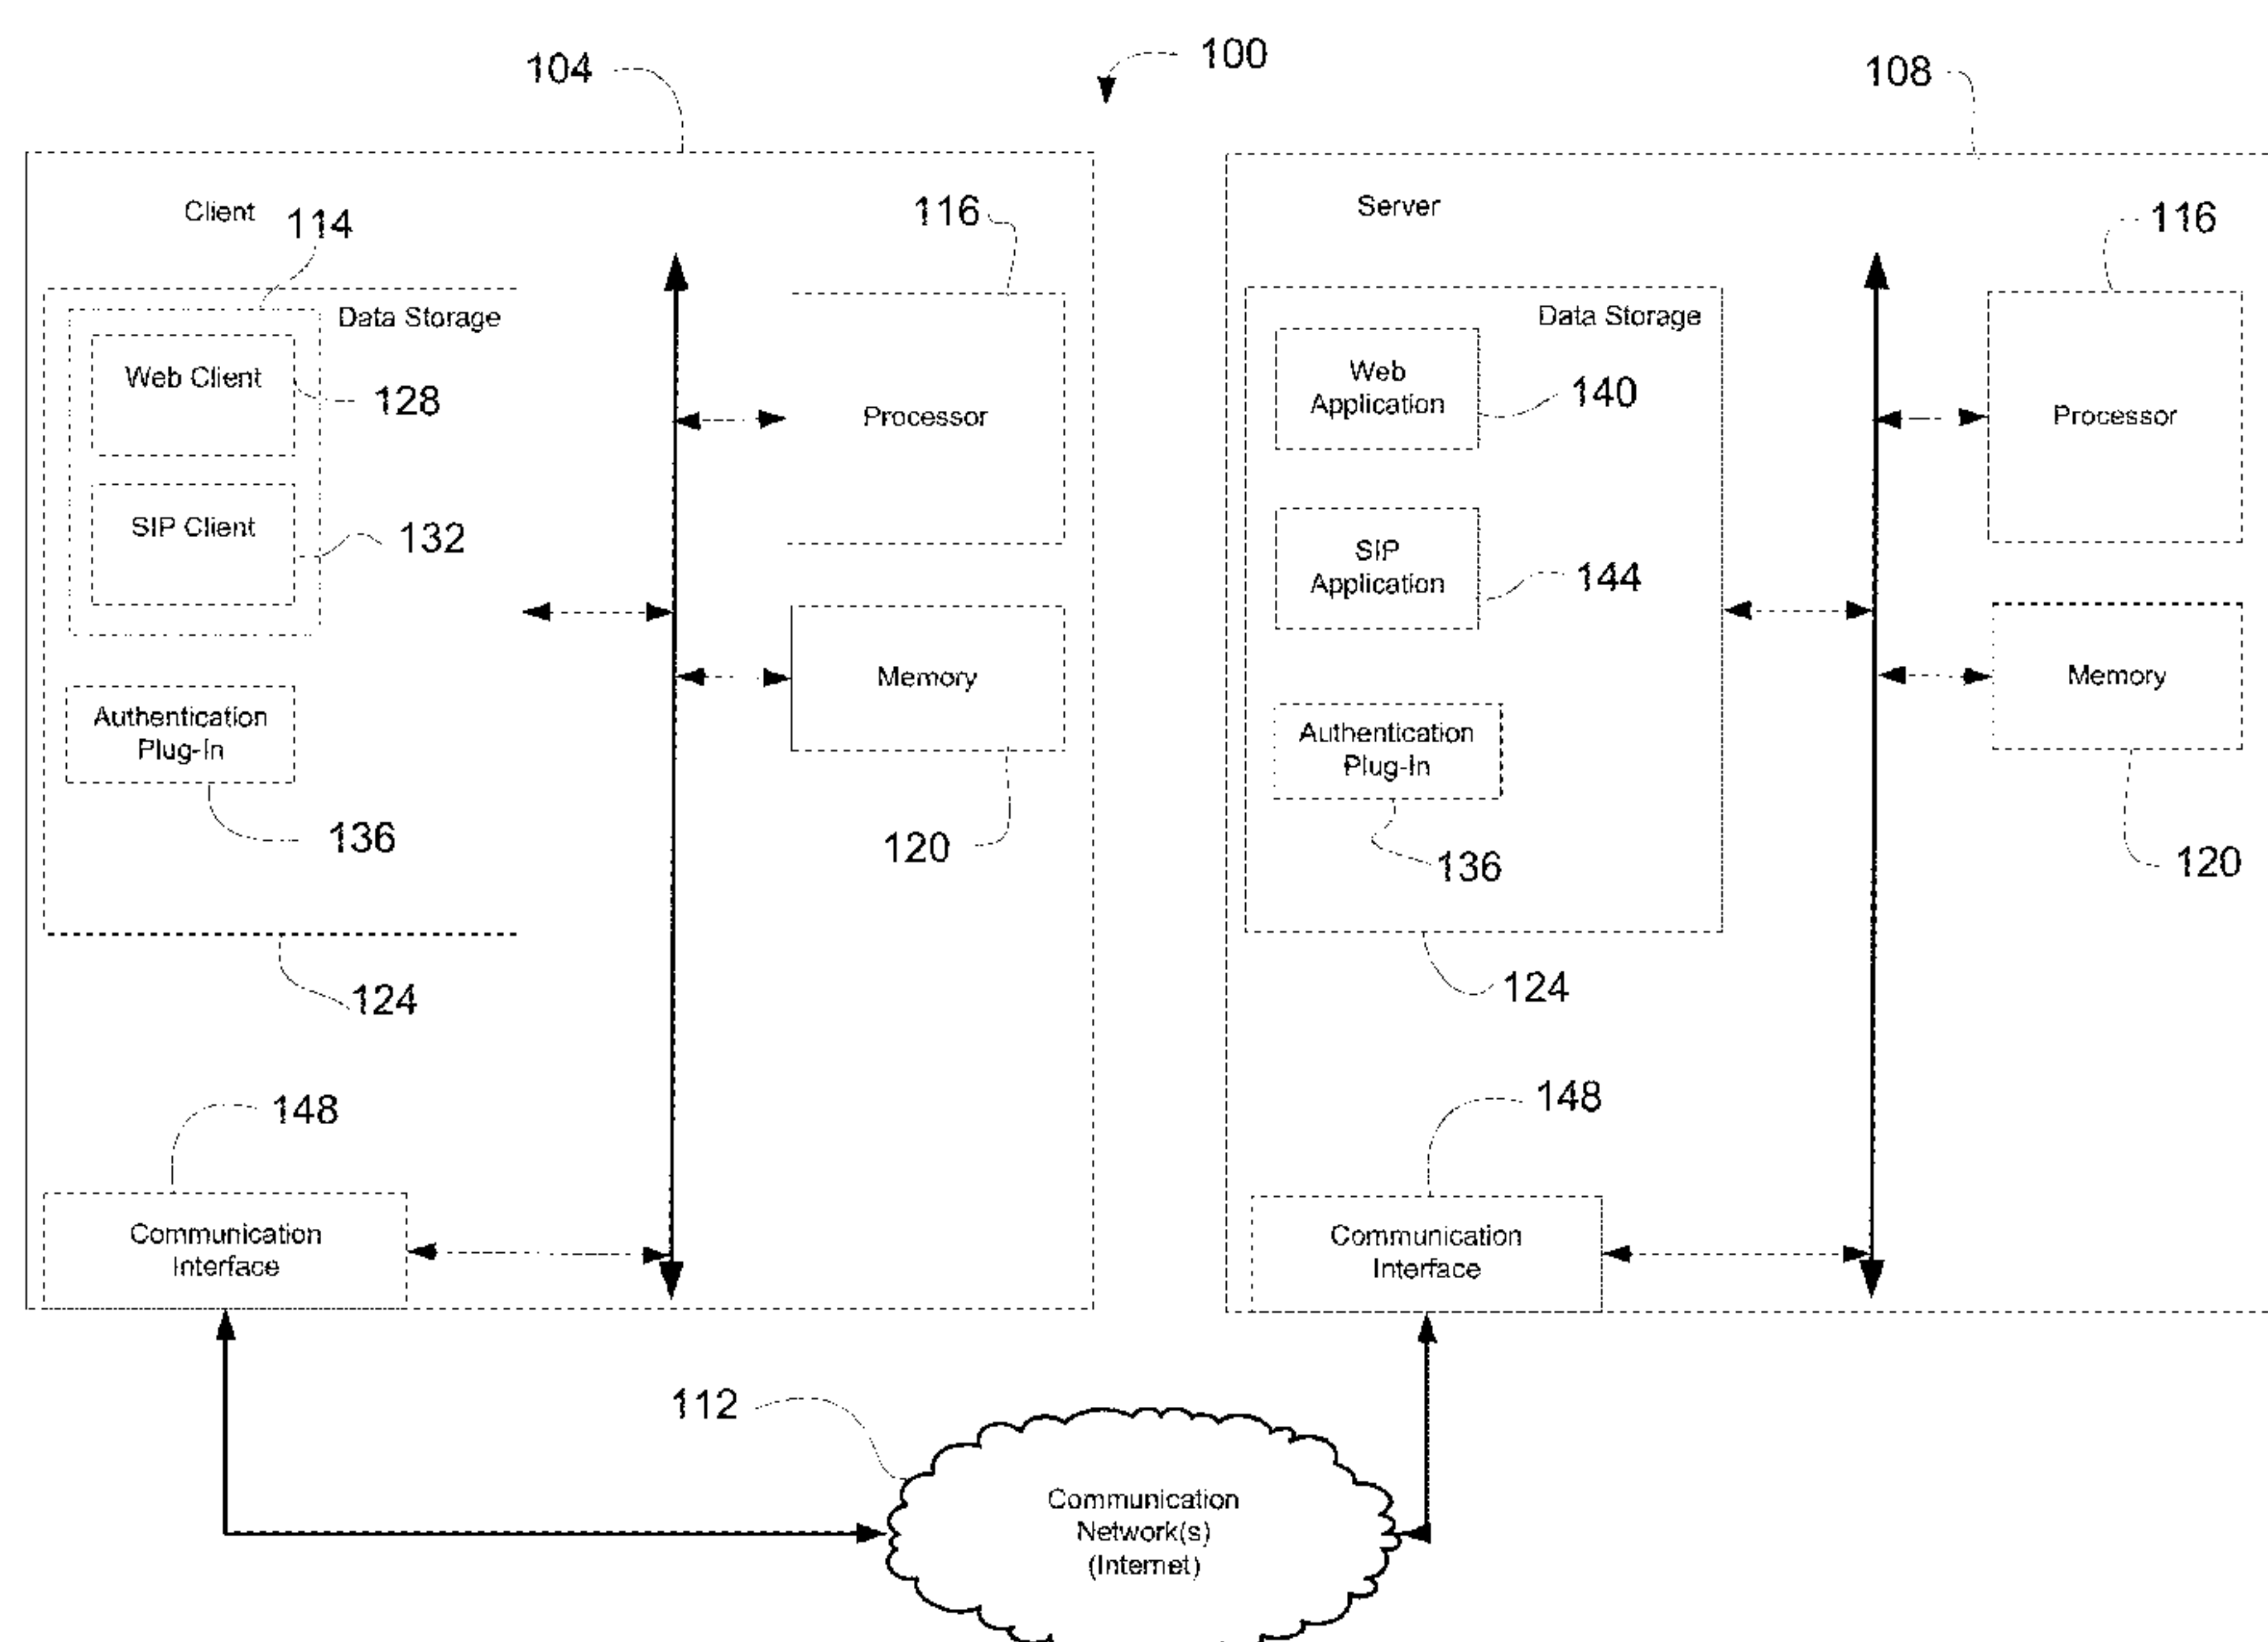 100
104
108
Client
114
116
Data Storage
Web Client
128
SIP Client
132
Processor
Authentication
Plug-In
136
Memory
120
124
148
Communication
Interface
Server
116
Data Storage
Web
Application
140
SIP
Application
144
Processor
Authentication
Plug-In
136
Memory
120
124
148
Communication
Interface
112
Communication
Network(s)
(Internet)